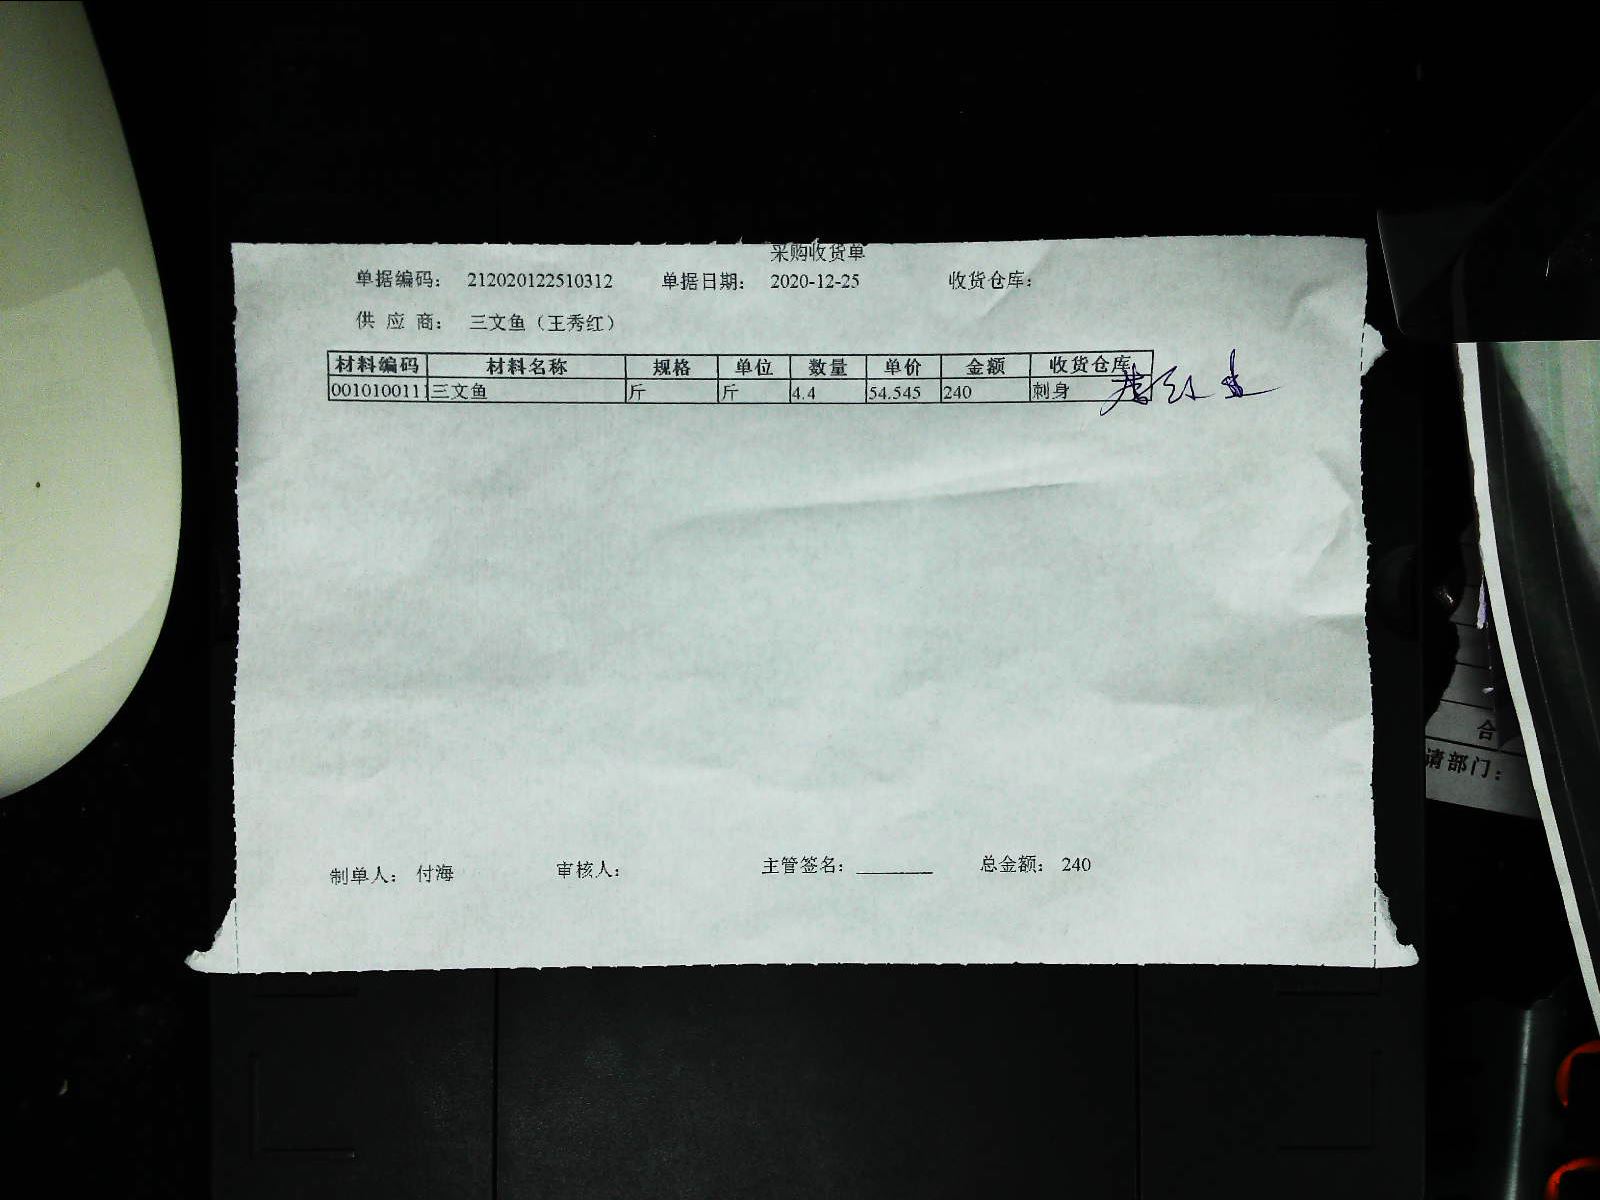 采购收货单
单据编码： 212020122510312 单据日期： 2020-12-25 收货仓库：
供 应 商： 三文鱼（王秀红）
材料编码 材料名称 规格 单位 数量 单价 金额 收货仓库
0010100111 三文鱼 斤 斤 4.4 54.545 240 刺身
制单人： 付海 审核人： 主管签名： 总金额： 240
合
请部门：